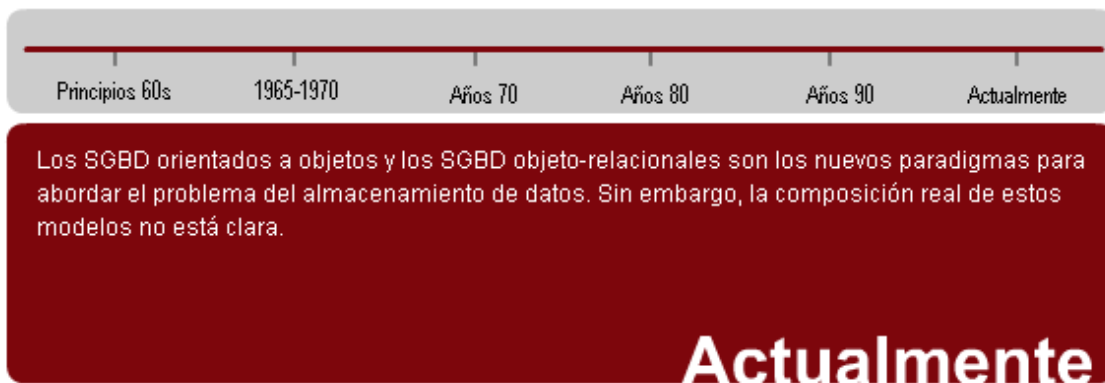 Principios 60s 1965-1970 Años 70 Años 80 Años 90 Actualmente
Los SGBD orientados a objetos y los SGBD objeto-relacionales son los nuevos paradigmas para
abordar el problema del almacenamiento de datos. Sin embargo, la composición real de estos
modelos no está clara.
Actualmente